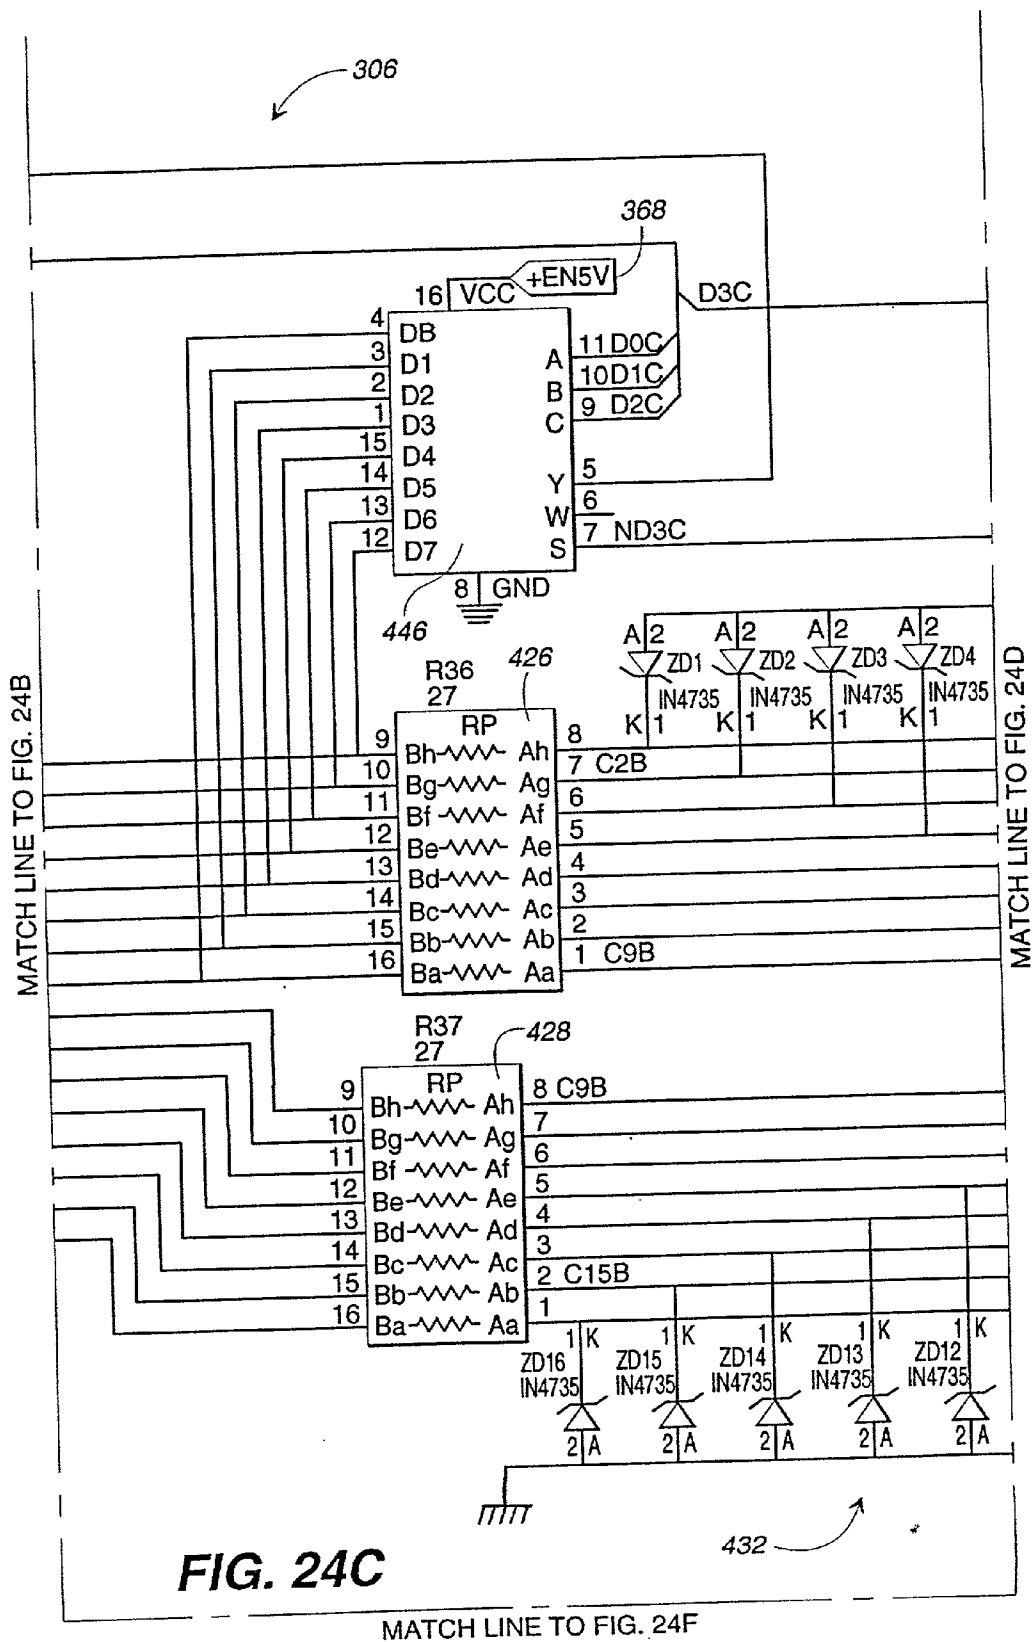 306
368
+EN5V
16 VCC
D3C
4 DB
3 D1
2 D2
1 D3
15 D4
14 D5
13 D6
12 D7
A 11 D0C
B 10 D1C
C 9 D2C
Y 5
W 6
S 7 ND3C
8 GND
446
MATCH LINE TO FIG. 24B
MATCH LINE TO FIG. 24D
A 2 A 2 A 2 A 2
ZD1 ZD2 ZD3 ZD4
IN4735 IN4735 IN4735 IN4735
K 1 K 1 K 1 K 1
R36
27
426
RP
9 Bh Ah 8
10 Bg Ag 7 C2B
11 Bf Af 6
12 Be Ae 5
13 Bd Ad 4
14 Bc Ac 3
15 Bb Ab 2
16 Ba Aa 1 C9B
R37
27
428
RP
9 Bh Ah 8 C9B
10 Bg Ag 7
11 Bf Af 6
12 Be Ae 5
13 Bd Ad 4
14 Bc Ac 3
15 Bb Ab 2 C15B
16 Ba Aa 1
1 K 1 K 1 K 1 K 1 K
ZD16 ZD15 ZD14 ZD13 ZD12
IN4735 IN4735 IN4735 IN4735 IN4735
2 A 2 A 2 A 2 A 2 A
432
FIG. 24C
MATCH LINE TO FIG. 24F